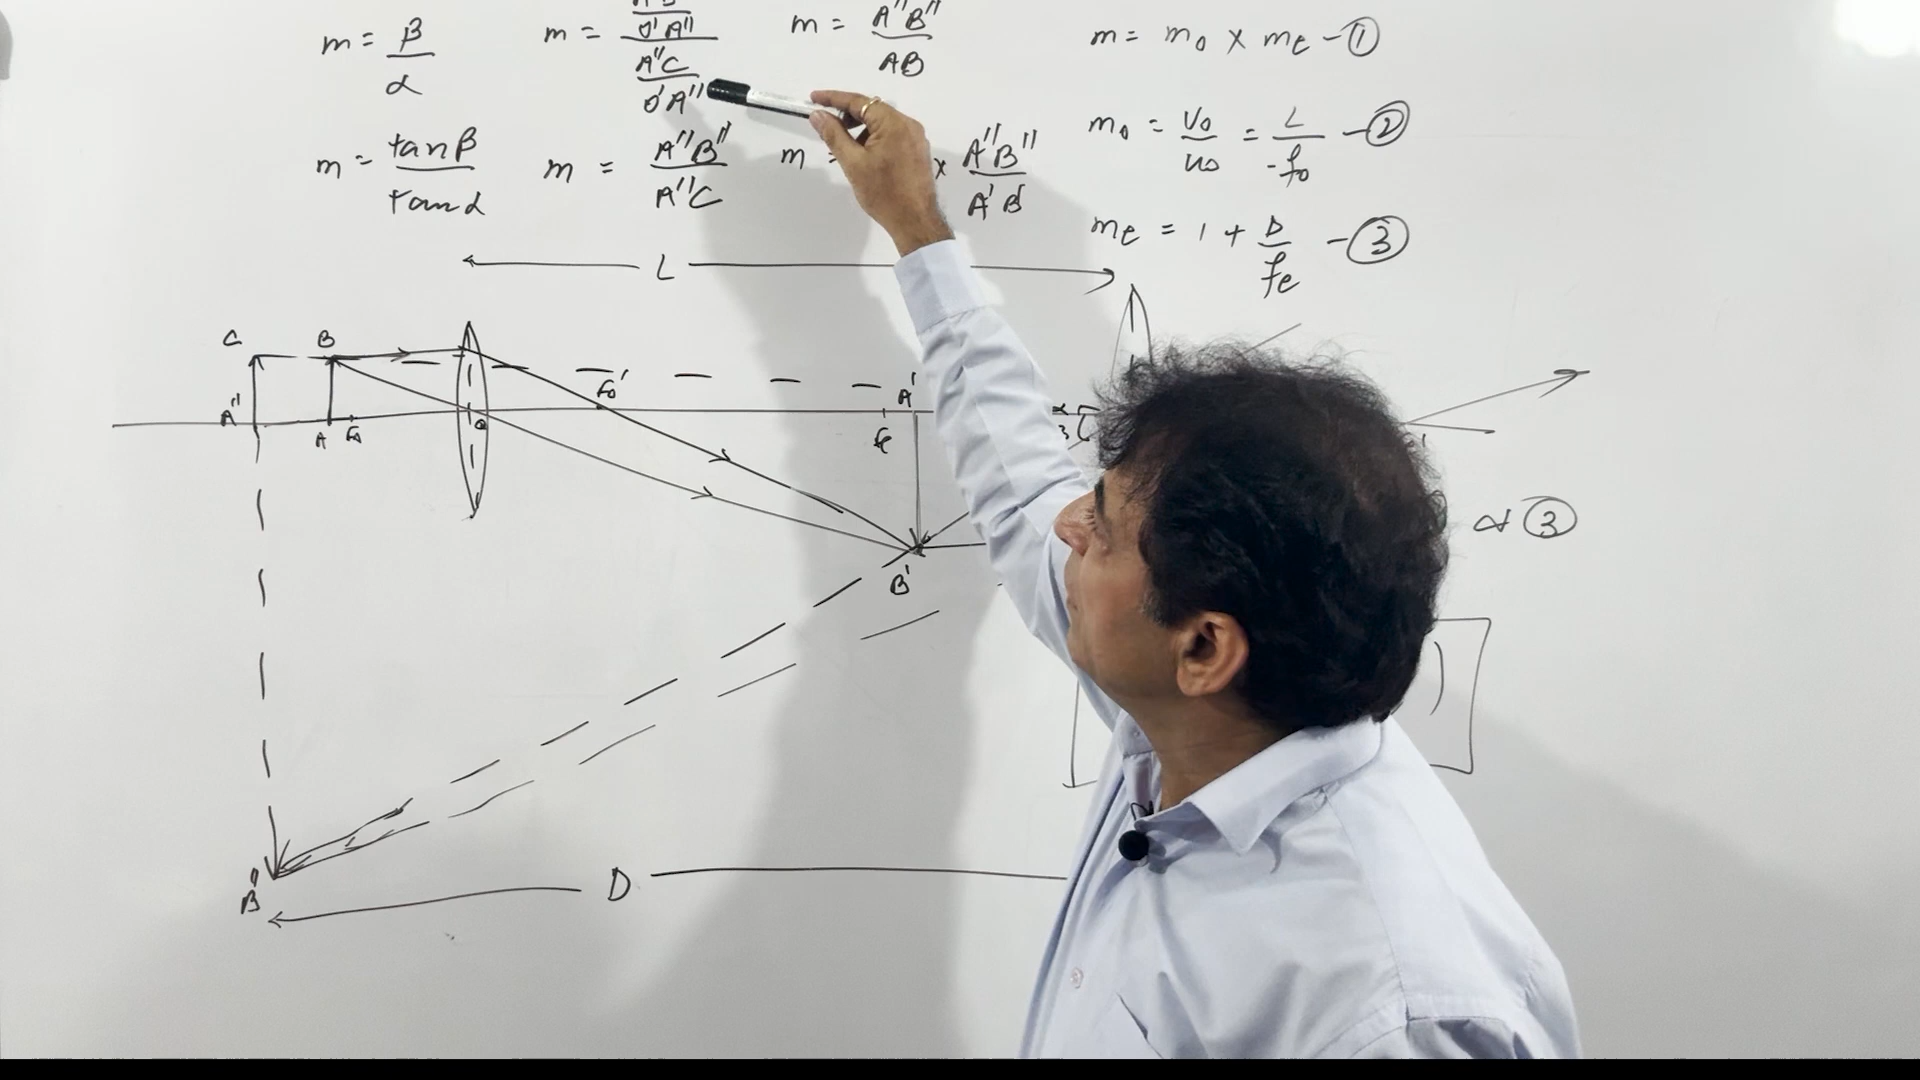 m = β/α
m = /O'A'' / A''C/O'A''
m = A''B''/AB
m = m₀ × mₑ - ①
m = tanβ/tanα
m = A''B''/A''C
m = × A''B''/A'B'
m₀ = v₀/u₀ = L/-f₀ - ②
mₑ = 1 + D/fₑ - ③
L
C B
F₀' A'
A'' A F₀ O Fₑ α
β
& ③
B'
D
B''